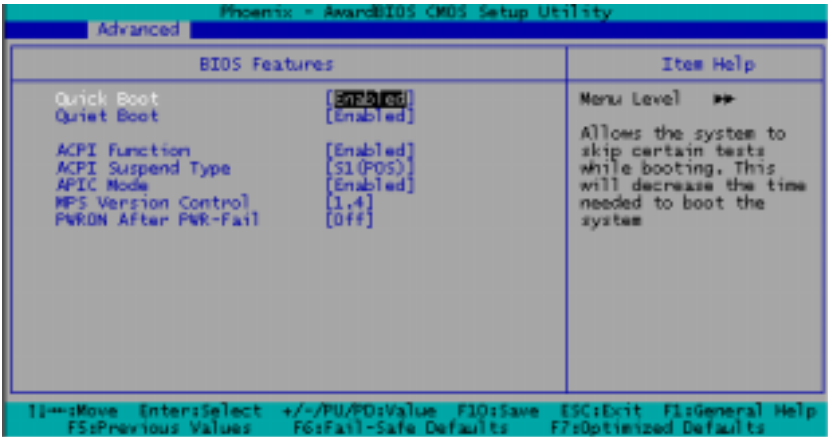 Phoenix - AwardBIOS CMOS Setup Utility
Advanced
BIOS Features
Quick Boot [Enabled]
Quiet Boot [Enabled]
ACPI Function [Enabled]
ACPI Suspend Type [S1(POS)]
APIC Mode [Enabled]
MPS Version Control [1.4]
PWRON After PWR-Fail [Off]
Item Help
Menu Level ▶▶
Allows the system to
skip certain tests
while booting. This
will decrease the time
needed to boot the
system
↑↓→←:Move Enter:Select +/-/PU/PD:Value F10:Save ESC:Exit F1:General Help
F5:Previous Values F6:Fail-Safe Defaults F7:Optimized Defaults